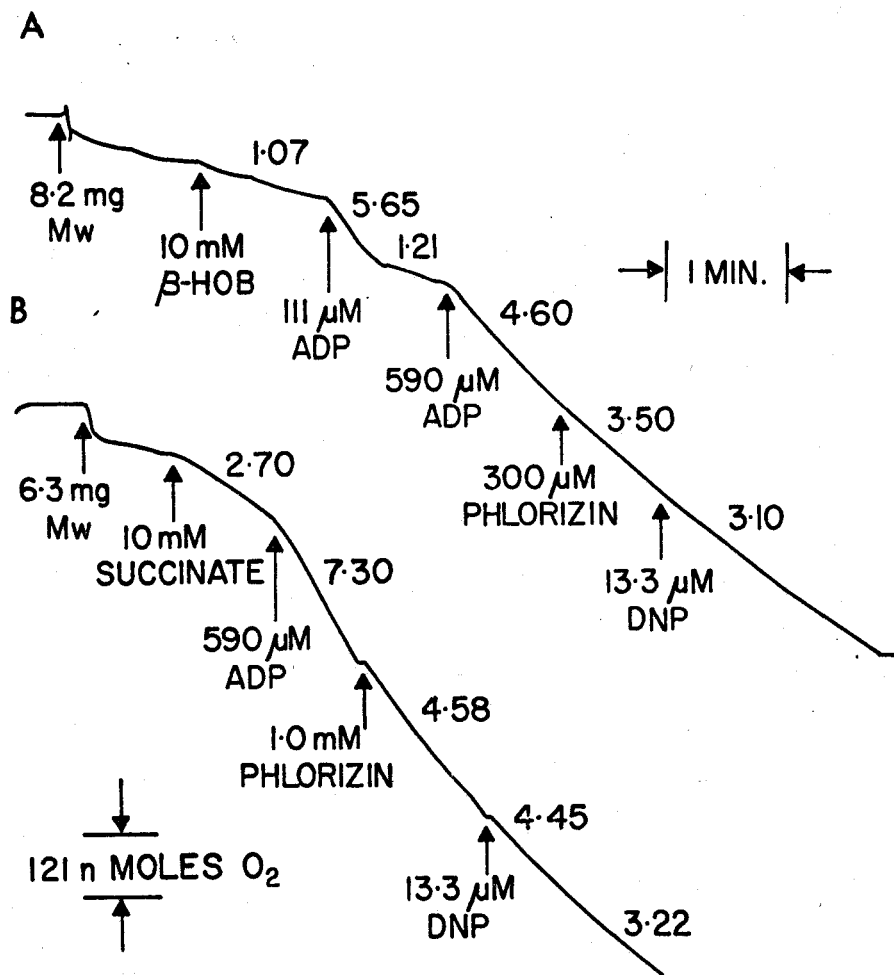 A
1·07
8·2 mg
Mw
10 mM
β-HOB
5·65
1·21
111 μM
ADP
1 MIN.
4·60
590 μM
ADP
3·50
300 μM
PHLORIZIN
3·10
13·3 μM
DNP
B
6·3 mg
Mw
2·70
10 mM
SUCCINATE
7·30
590 μM
ADP
4·58
1·0 mM
PHLORIZIN
4·45
13·3 μM
DNP
3·22
121 n MOLES O₂